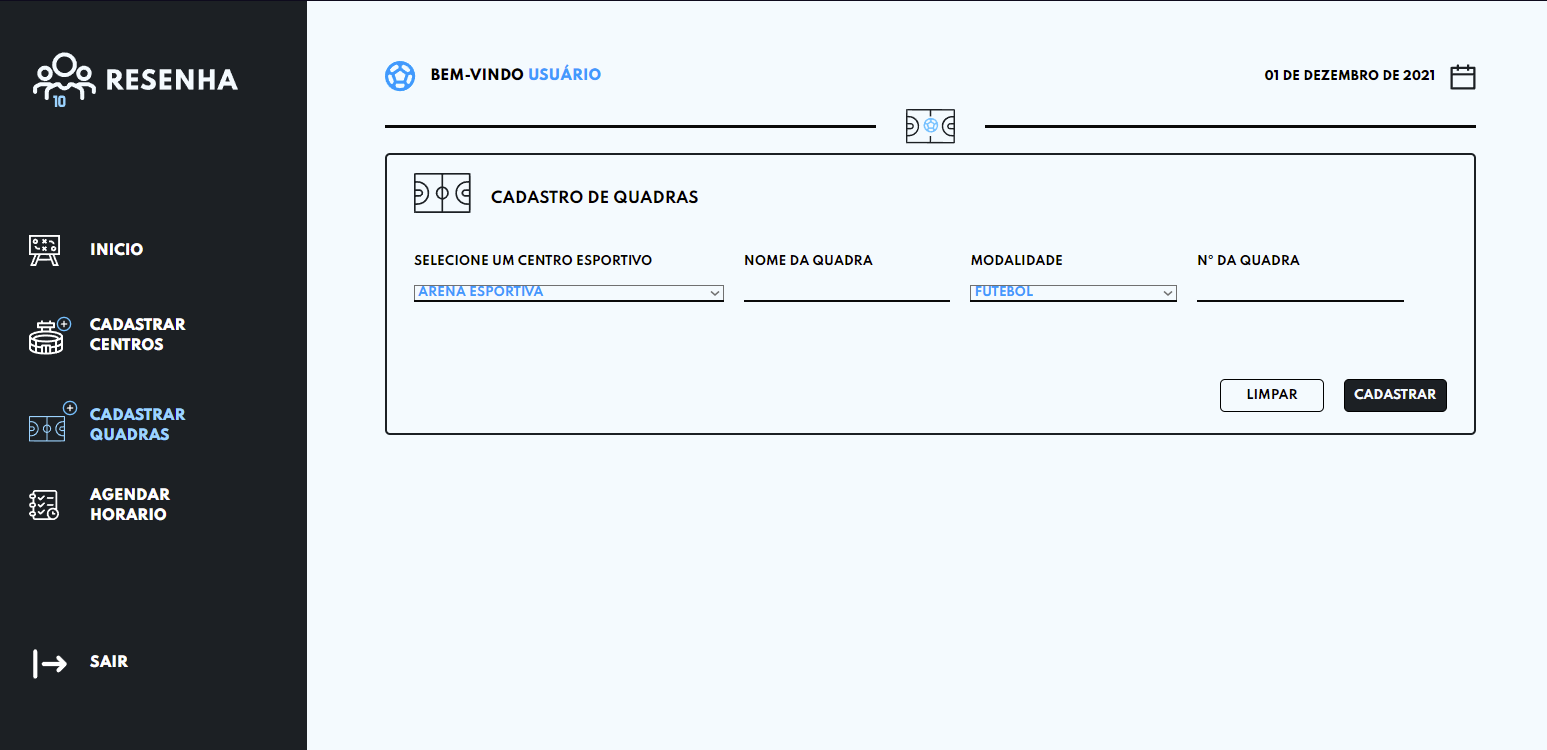 RESENHA
10
INICIO
CADASTRAR
CENTROS
CADASTRAR
QUADRAS
AGENDAR
HORARIO
SAIR
BEM-VINDO USUÁRIO
01 DE DEZEMBRO DE 2021
CADASTRO DE QUADRAS
SELECIONE UM CENTRO ESPORTIVO
NOME DA QUADRA
MODALIDADE
N° DA QUADRA
ARENA ESPORTIVA
FUTEBOL
LIMPAR
CADASTRAR